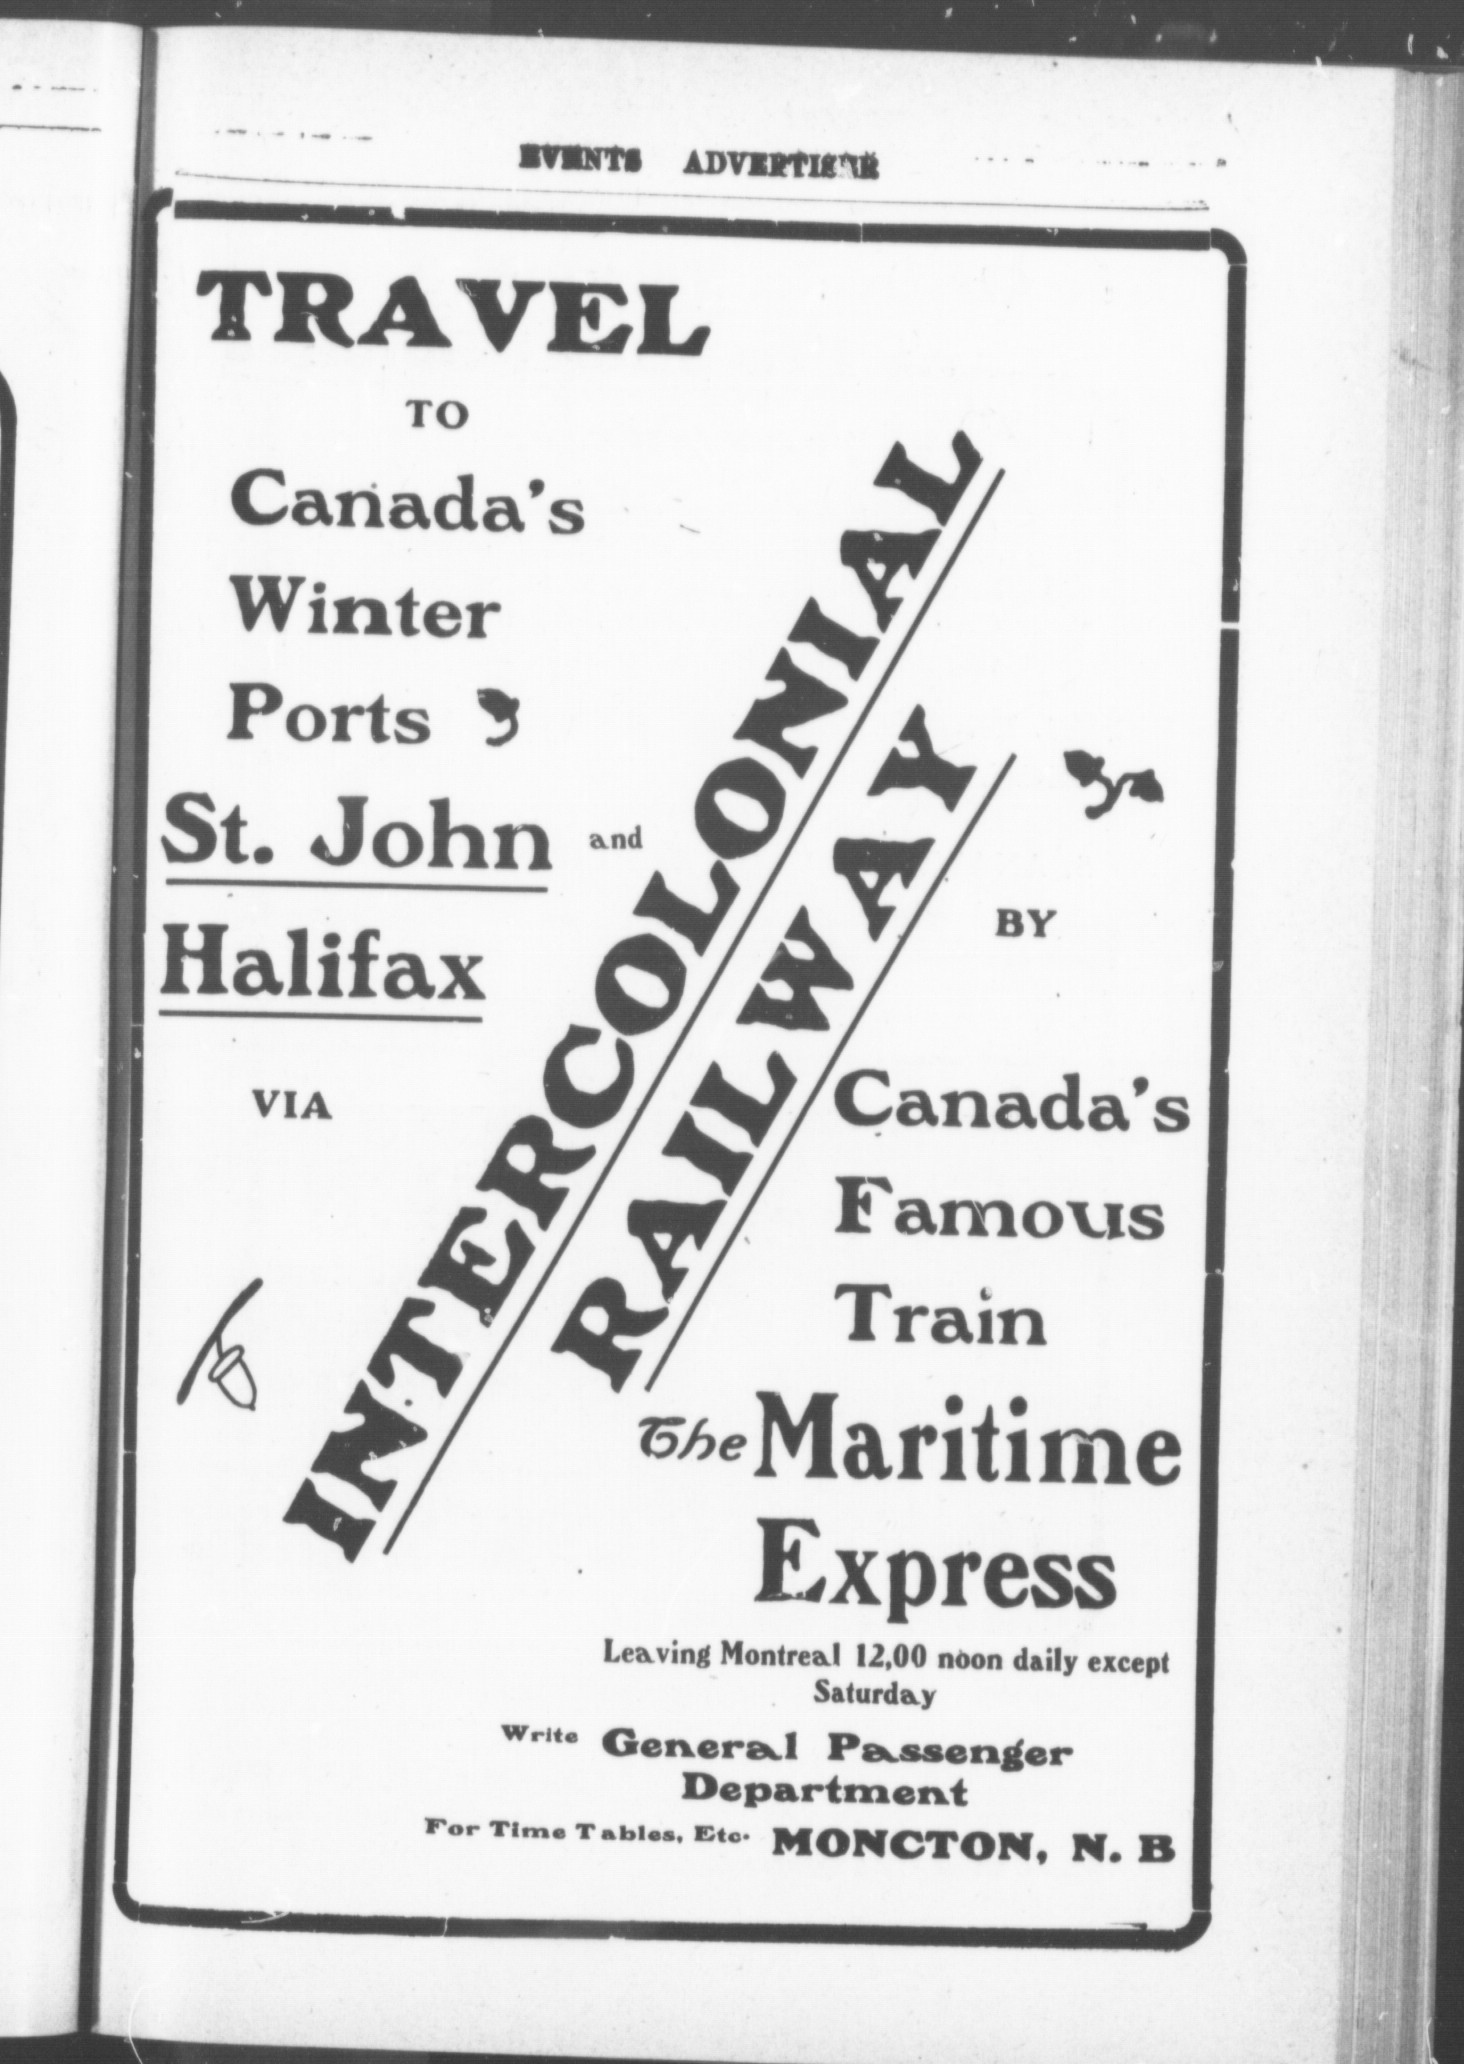 EVENTS ADVERTISER
TRAVEL
TO
Canada's
Winter
Ports
St. John and
Halifax
VIA
INTERCOLONIAL
RAILWAY
BY
Canada's
Famous
Train
The Maritime
Express
Leaving Montreal 12,00 noon daily except
Saturday
Write General Passenger
Department
For Time Tables, Etc. MONCTON, N. B